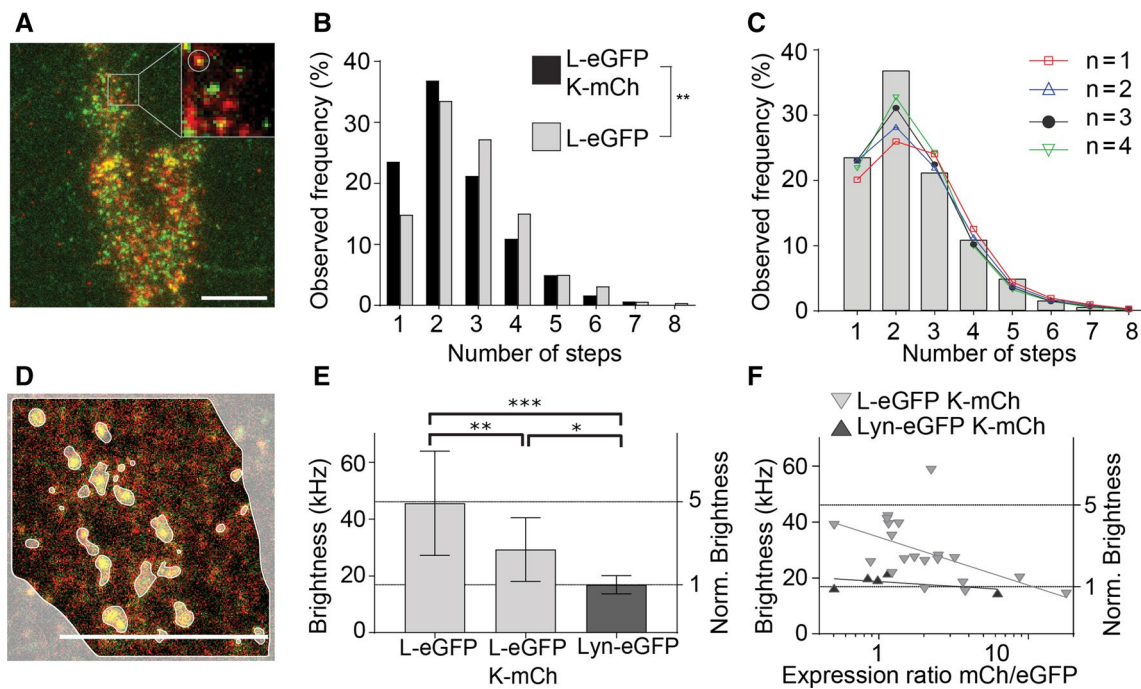 A
B
Observed frequency (%)
40
30
20
10
0
1 2 3 4 5 6 7 8
Number of steps
L-eGFP
K-mCh
**
L-eGFP
C
Observed frequency (%)
40
30
20
10
0
1 2 3 4 5 6 7 8
Number of steps
n = 1
n = 2
n = 3
n = 4
D
E
Brightness (kHz)
60
40
20
0
***
** *
5
1
Norm. Brightness
L-eGFP L-eGFP Lyn-eGFP
K-mCh
F
L-eGFP K-mCh
Lyn-eGFP K-mCh
Brightness (kHz)
80
60
40
20
0
5
1
Norm. Brightness
1 10
Expression ratio mCh/eGFP